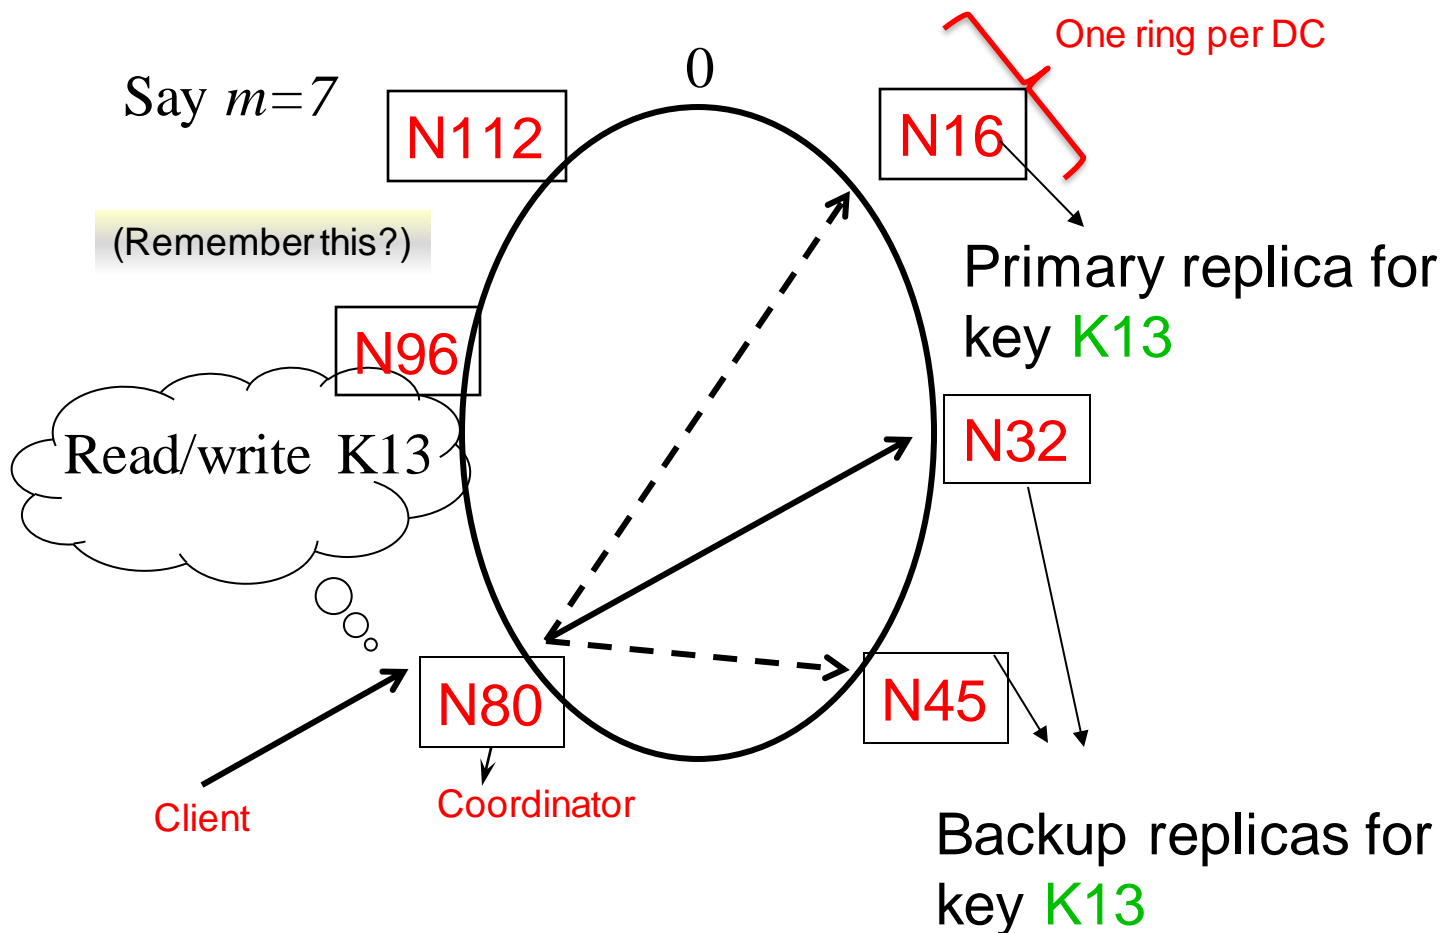 One ring per DC
0
Say m=7
N112
N16
(Remember this?)
Primary replica for
key K13
N96
Read/write K13
N32
N80
N45
Client
Coordinator
Backup replicas for
key K13